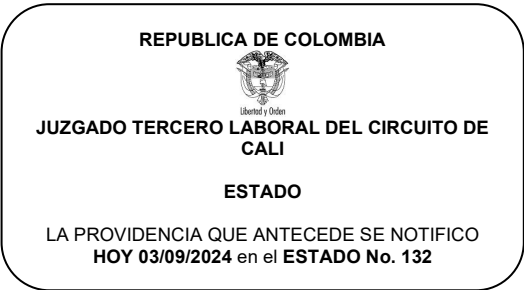 REPUBLICA DE COLOMBIA
Libertad y Orden
JUZGADO TERCERO LABORAL DEL CIRCUITO DE
CALI
ESTADO
LA PROVIDENCIA QUE ANTECEDE SE NOTIFICO
HOY 03/09/2024 en el ESTADO No. 132